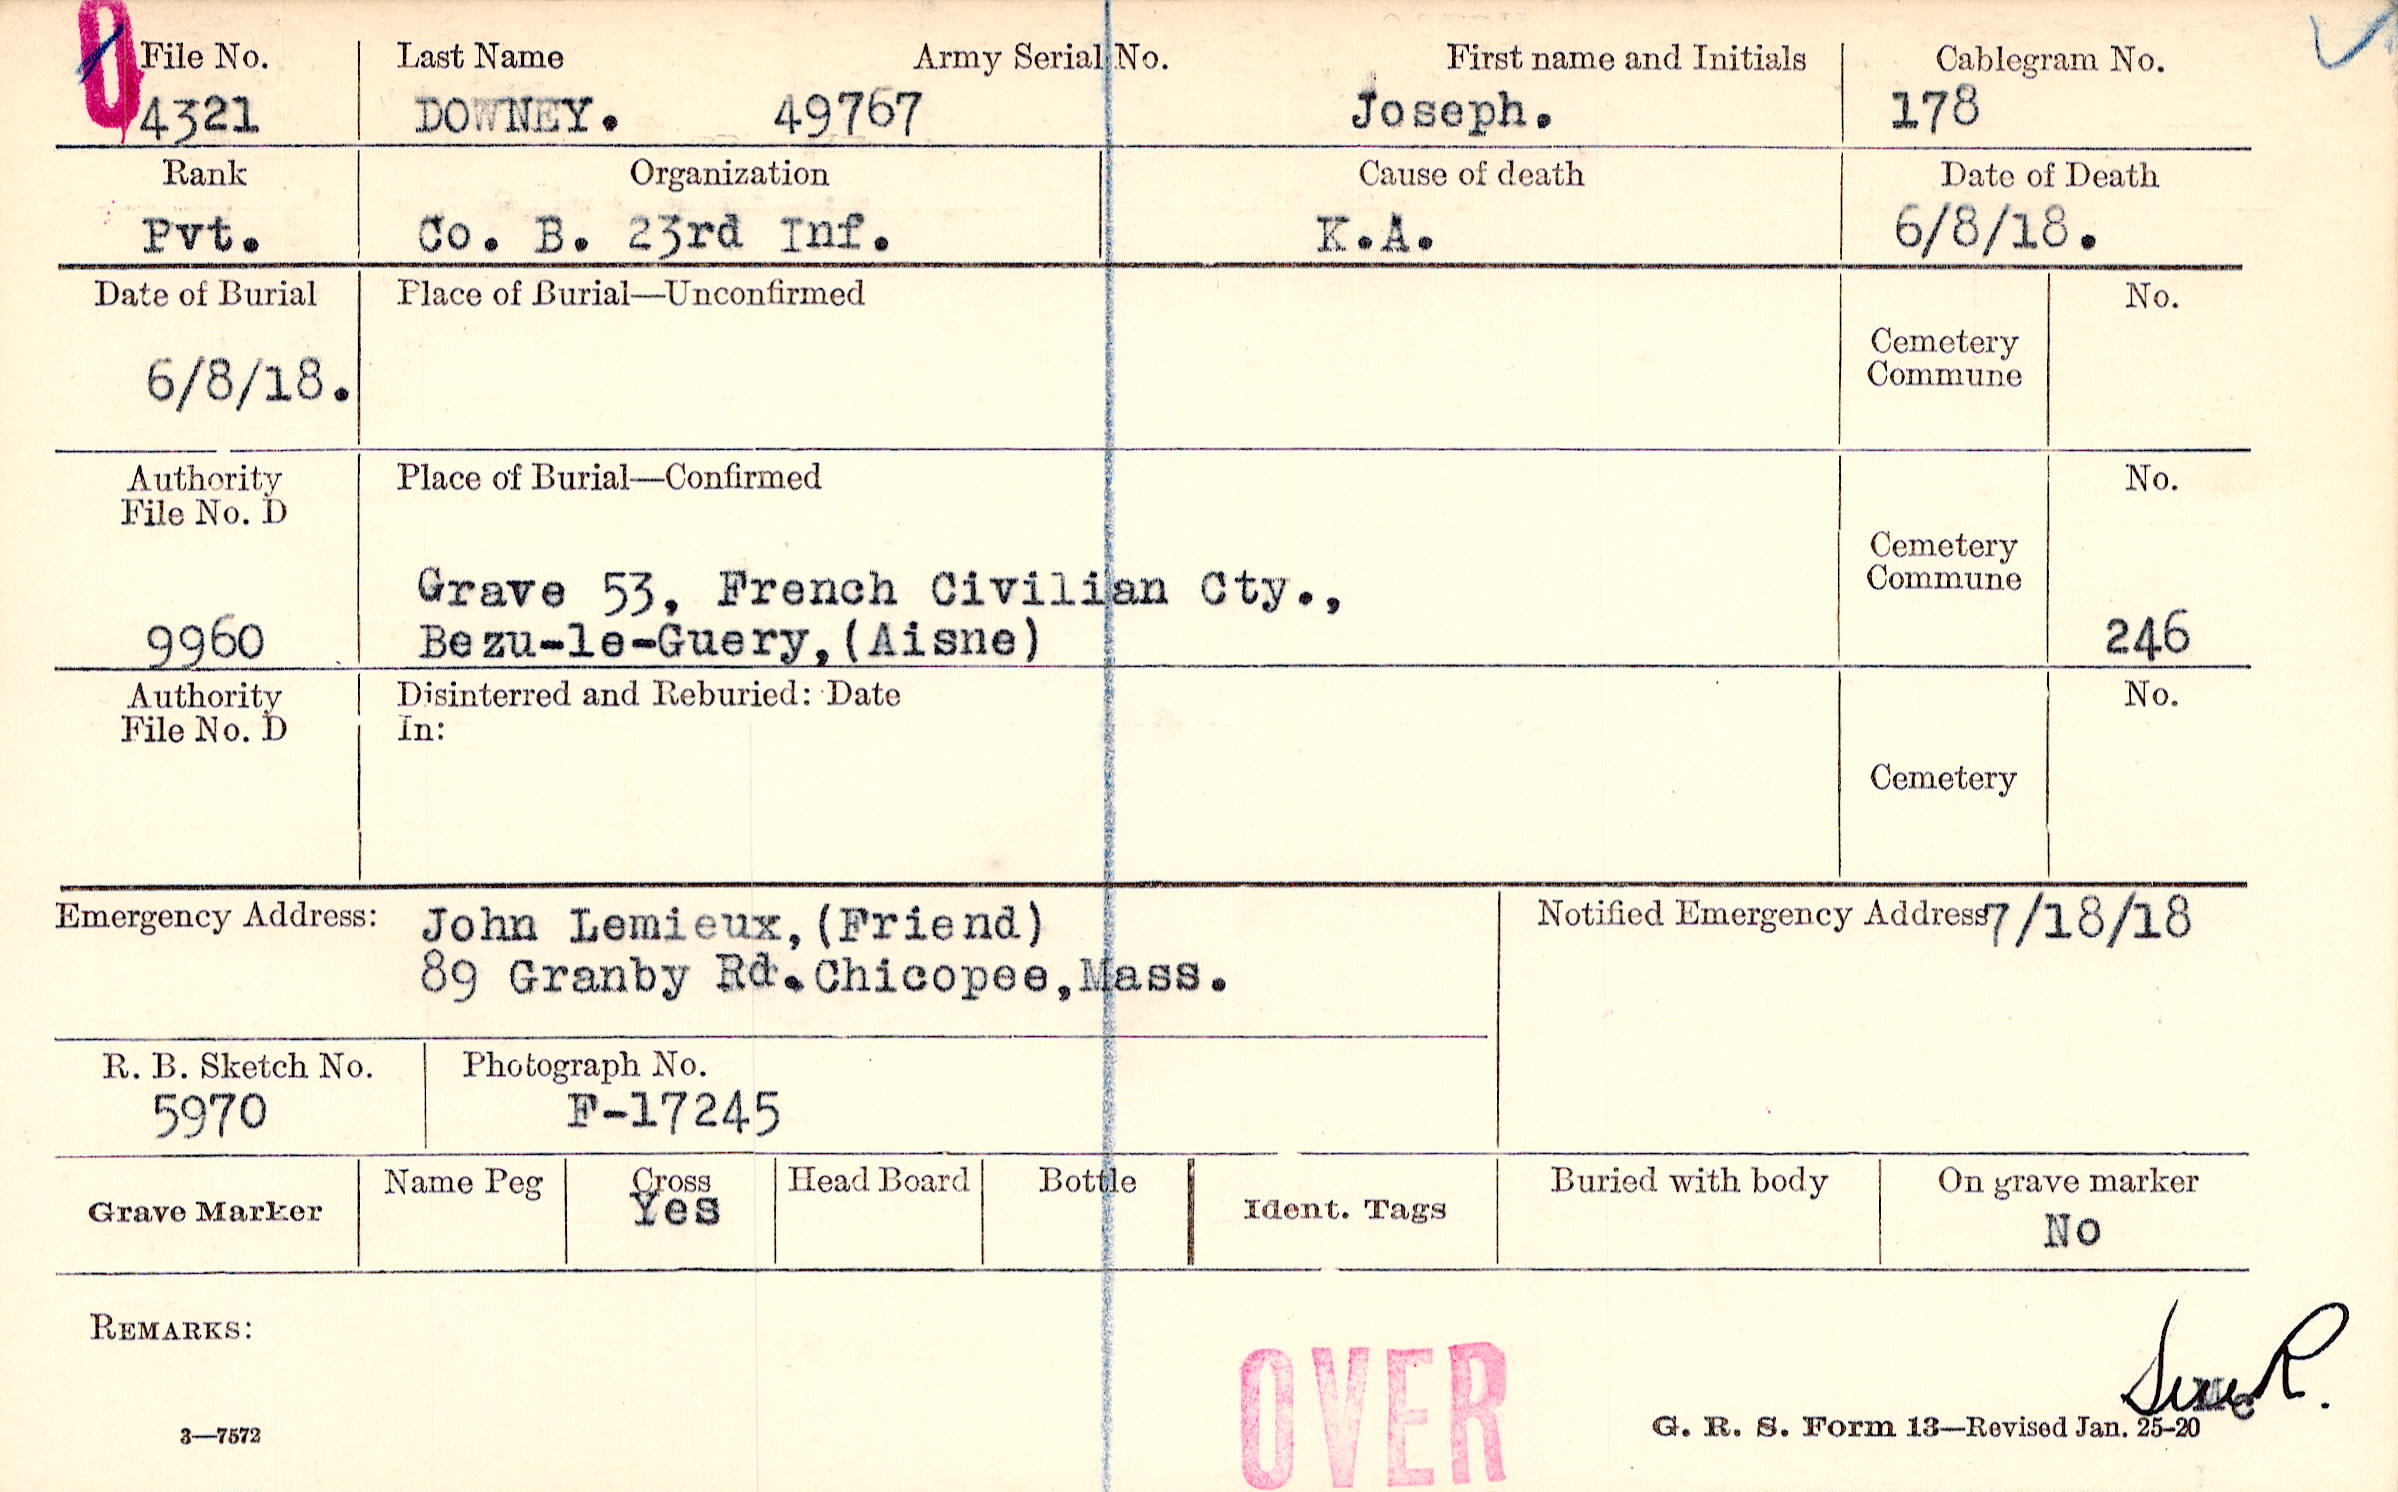 File No. Last Name Army Serial No. First name and Initials Cablegram No.
4321 DOWNEY. 49767 Joseph. 178
Rank Organization Cause of death Date of Death
Pvt. Co. B. 23rd Inf. K.A. 6/8/18.
Date of Burial Place of Burial—Unconfirmed No.
Cemetery
Commune
6/8/18.
Authority Place of Burial—Confirmed No.
File No. D
Cemetery
Commune
Grave 53, French Civilian Cty.,
9960 Bezu-le-Guery,(Aisne) 246
Authority Disinterred and Reburied: Date No.
File No. D In:
Cemetery
Emergency Address: John Lemieux,(Friend) Notified Emergency Address 7/18/18
89 Granby Rd.Chicopee,Mass.
R. B. Sketch No. Photograph No.
5970 F-17245
Grave Marker Name Peg Cross Head Board Bottle Ident. Tags Buried with body On grave marker
Yes No
REMARKS:
OVER
3—7572 G. R. S. Form 13—Revised Jan. 25-20